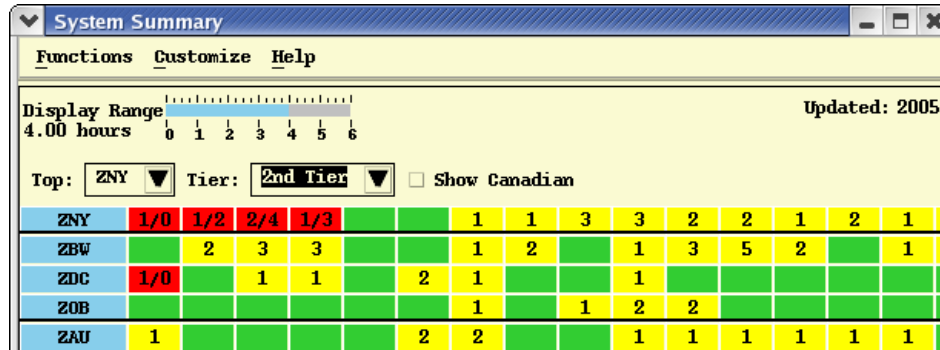 System Summary
Functions Customize Help
Display Range
4.00 hours
0 1 2 3 4 5 6
Updated: 2005
Top: ZNY Tier: 2nd Tier Show Canadian
ZNY 1/0 1/2 2/4 1/3 1 1 3 3 2 2 1 2 1
ZBW 2 3 3 1 2 1 3 5 2 1
ZDC 1/0 1 1 2 1 1
ZOB 1 1 2 2
ZAU 1 2 2 1 1 1 1 1 1